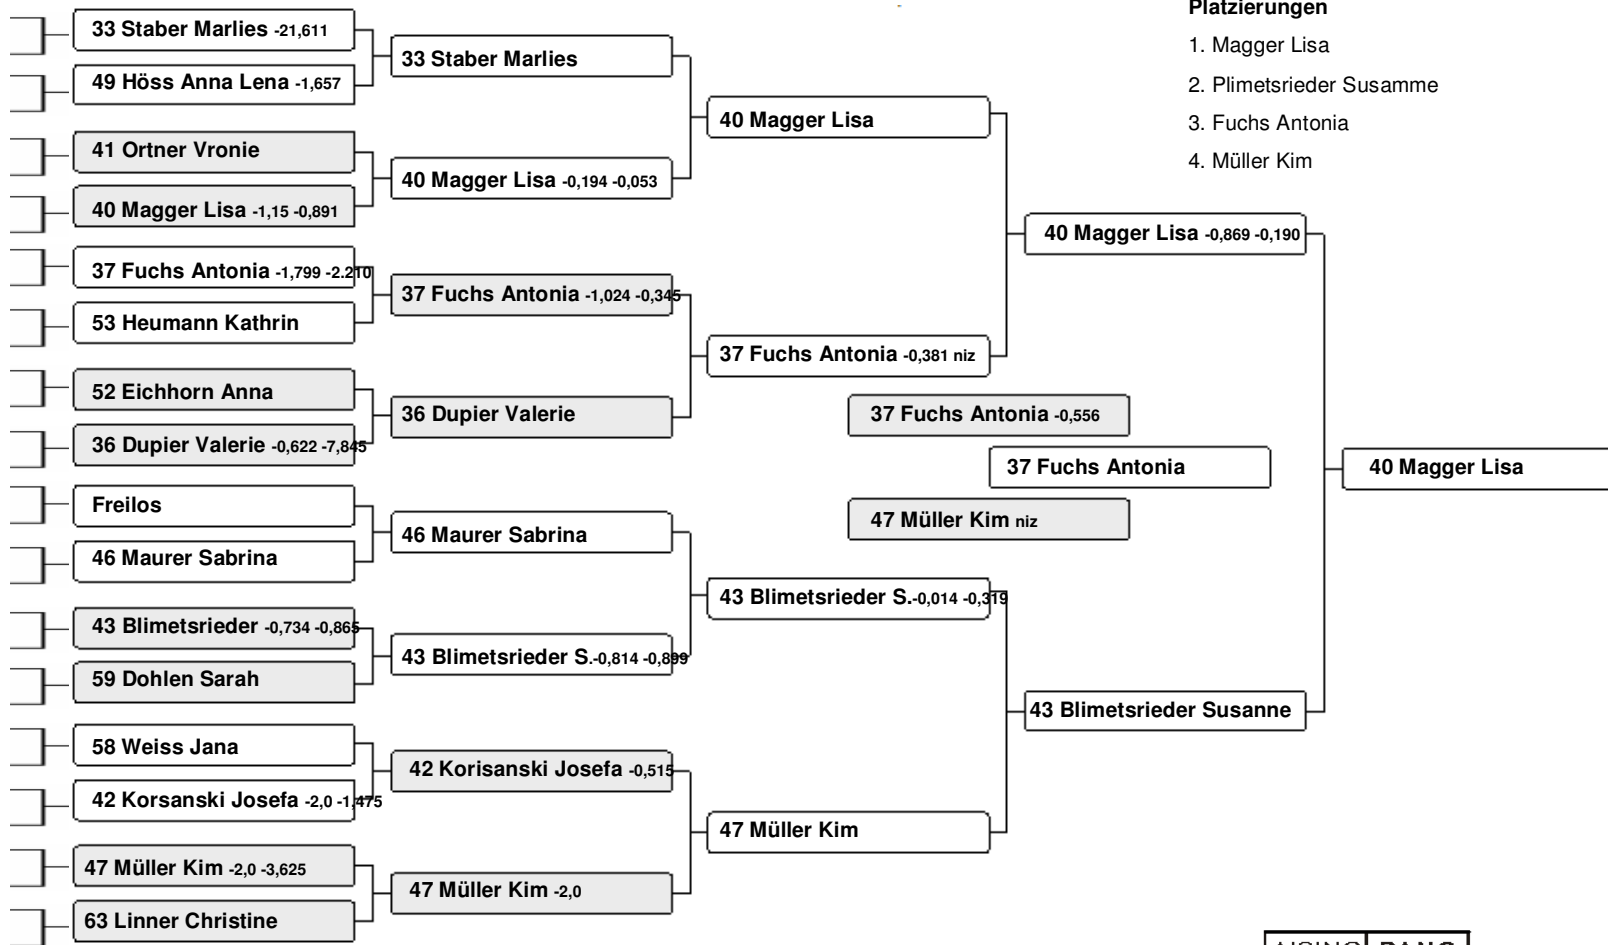 33 Staber Marlies -21,611
49 Höss Anna Lena -1,657
41 Ortner Vronie
40 Magger Lisa -1,15 -0,891
37 Fuchs Antonia -1,799 -2.210
53 Heumann Kathrin
52 Eichhorn Anna
36 Dupier Valerie -0,622 -7,845
Freilos
46 Maurer Sabrina
43 Blimetsrieder -0,734 -0,865
59 Dohlen Sarah
58 Weiss Jana
42 Korsanski Josefa -2,0 -1,475
47 Müller Kim -2,0 -3,625
63 Linner Christine
33 Staber Marlies
40 Magger Lisa -0,194 -0,053
37 Fuchs Antonia -1,024 -0,345
36 Dupier Valerie
46 Maurer Sabrina
43 Blimetsrieder S.-0,814 -0,899
42 Korisanski Josefa -0,515
47 Müller Kim -2,0
40 Magger Lisa
37 Fuchs Antonia -0,381 niz
43 Blimetsrieder S.-0,014 -0,319
47 Müller Kim
37 Fuchs Antonia -0,556
37 Fuchs Antonia
47 Müller Kim niz
40 Magger Lisa -0,869 -0,190
43 Blimetsrieder Susanne
40 Magger Lisa
Platzierungen
1. Magger Lisa
2. Plimetsrieder Susamme
3. Fuchs Antonia
4. Müller Kim